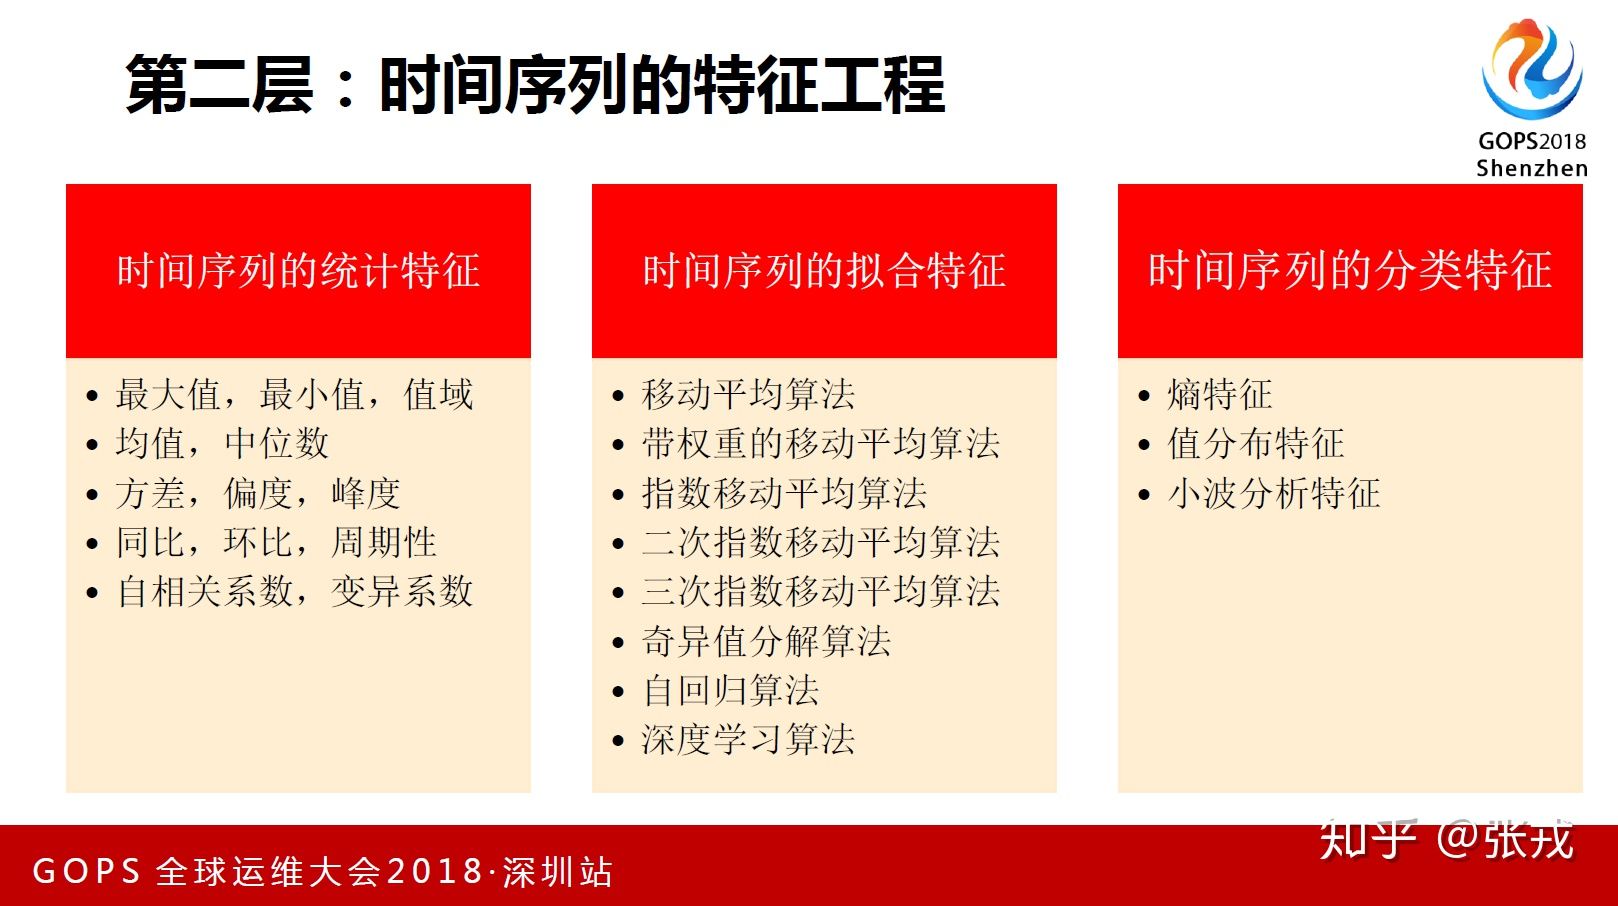 第二层：时间序列的特征工程
GOPS2018
Shenzhen
时间序列的统计特征
• 最大值，最小值，值域
• 均值，中位数
• 方差，偏度，峰度
• 同比，环比，周期性
• 自相关系数，变异系数
时间序列的拟合特征
• 移动平均算法
• 带权重的移动平均算法
• 指数移动平均算法
• 二次指数移动平均算法
• 三次指数移动平均算法
• 奇异值分解算法
• 自回归算法
• 深度学习算法
时间序列的分类特征
• 熵特征
• 值分布特征
• 小波分析特征
知乎 @张戎
GOPS 全球运维大会2018·深圳站